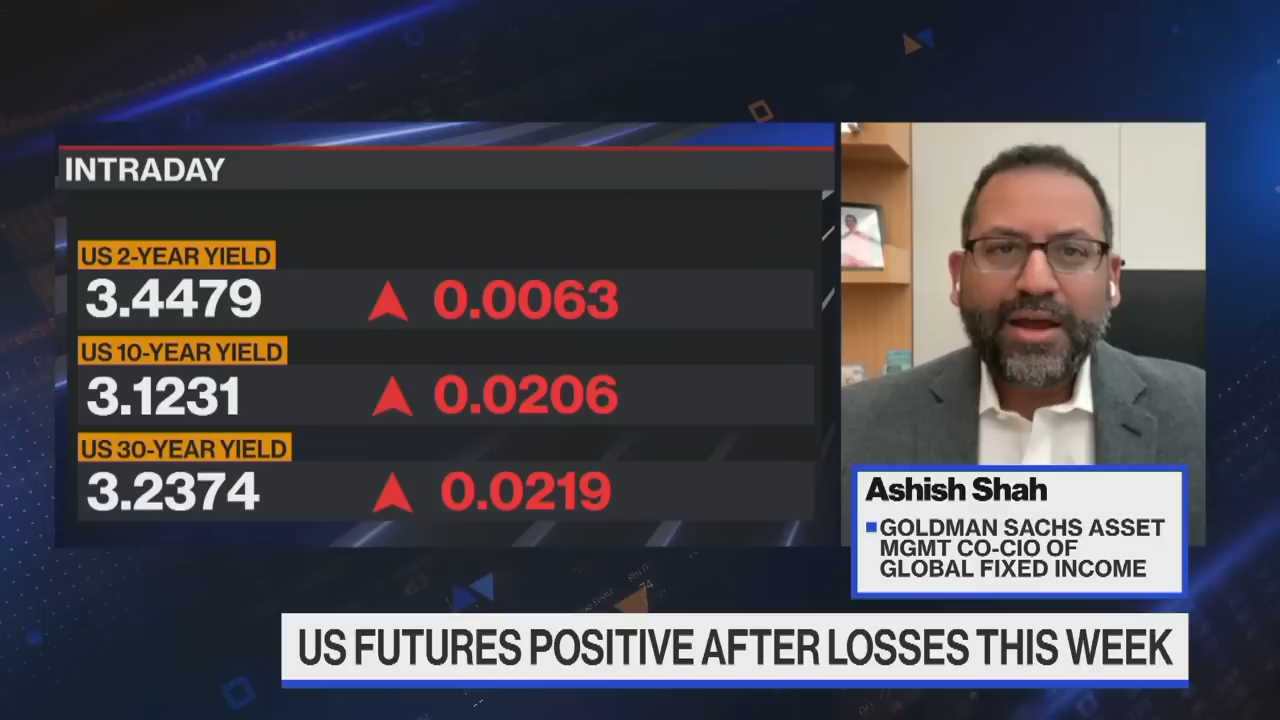 INTRADAY
US 2-YEAR YIELD
3.4479 ▲ 0.0063
US 10-YEAR YIELD
3.1231 ▲ 0.0206
US 30-YEAR YIELD
3.2374 ▲ 0.0219
Ashish Shah
GOLDMAN SACHS ASSET
MGMT CO-CIO OF
GLOBAL FIXED INCOME
74
US FUTURES POSITIVE AFTER LOSSES THIS WEEK